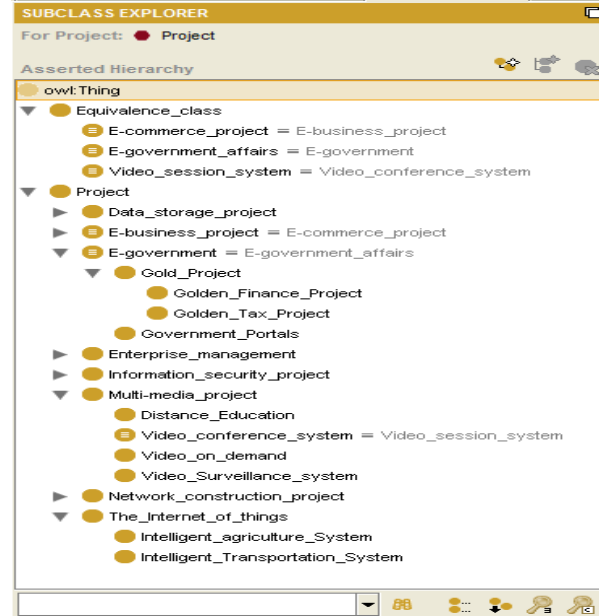 SUBCLASS EXPLORER
For Project: Project
Asserted Hierarchy
owl:Thing
Equivalence_class
E-commerce_project = E-business_project
E-government_affairs = E-government
Video_session_system = Video_conference_system
Project
Data_storage_project
E-business_project = E-commerce_project
E-government = E-government_affairs
Gold_Project
Golden_Finance_Project
Golden_Tax_Project
Government_Portals
Enterprise_management
Information_security_project
Multi-media_project
Distance_Education
Video_conference_system = Video_session_system
Video_on_demand
Video_Surveillance_system
Network_construction_project
The_Internet_of_things
Intelligent_agriculture_System
Intelligent_Transportation_System